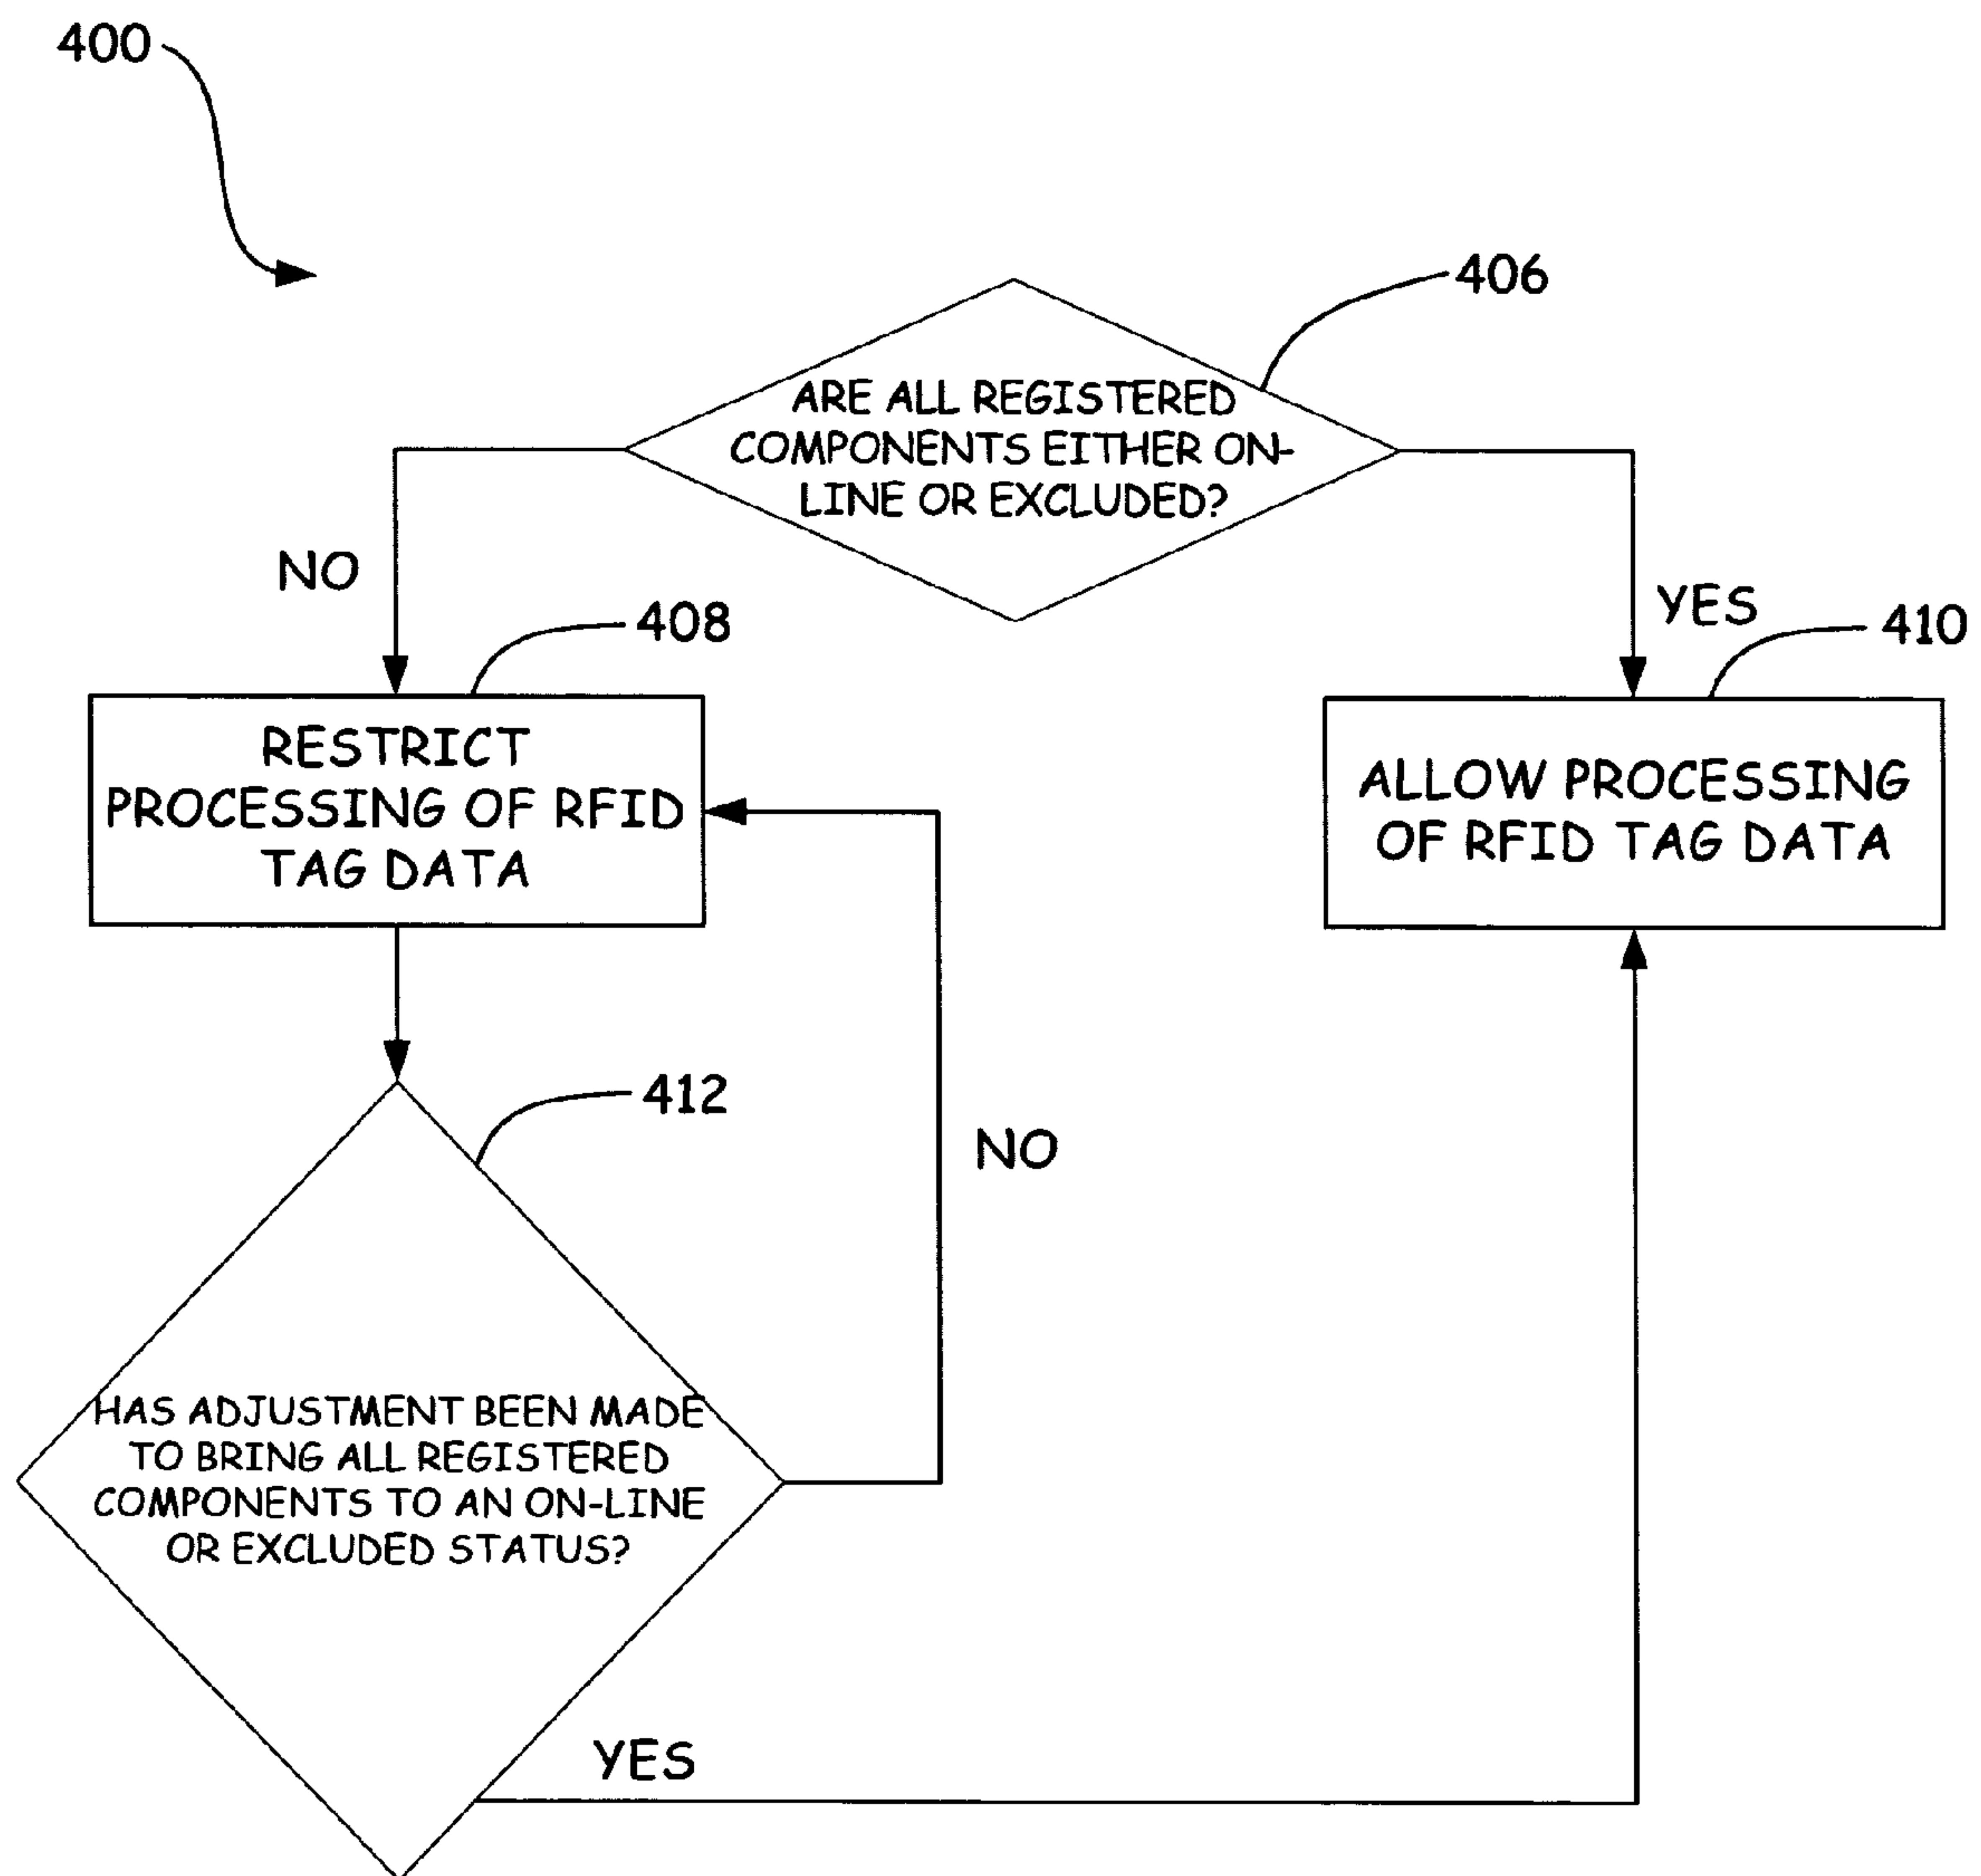 400
406
ARE ALL REGISTERED
COMPONENTS EITHER ON-
LINE OR EXCLUDED?
NO
YES
408
410
RESTRICT
PROCESSING OF RFID
TAG DATA
ALLOW PROCESSING
OF RFID TAG DATA
412
NO
HAS ADJUSTMENT BEEN MADE
TO BRING ALL REGISTERED
COMPONENTS TO AN ON-LINE
OR EXCLUDED STATUS?
YES